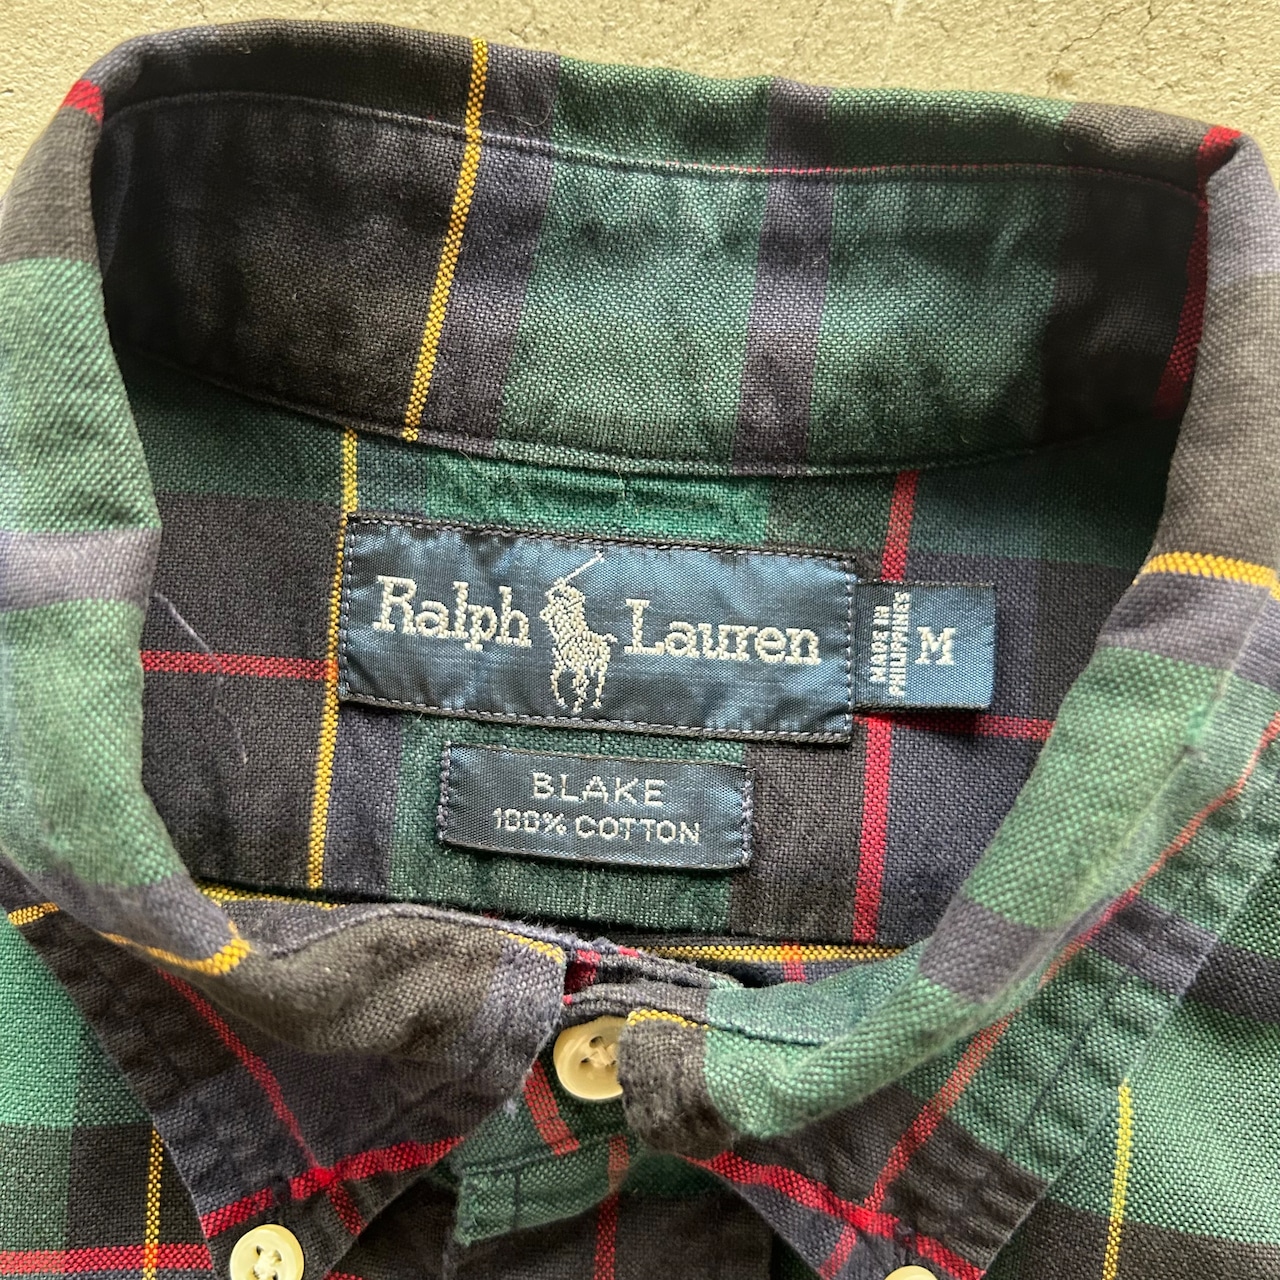 Ralph Lauren
MADE IN
PHILIPPINES
M
BLAKE
100% COTTON